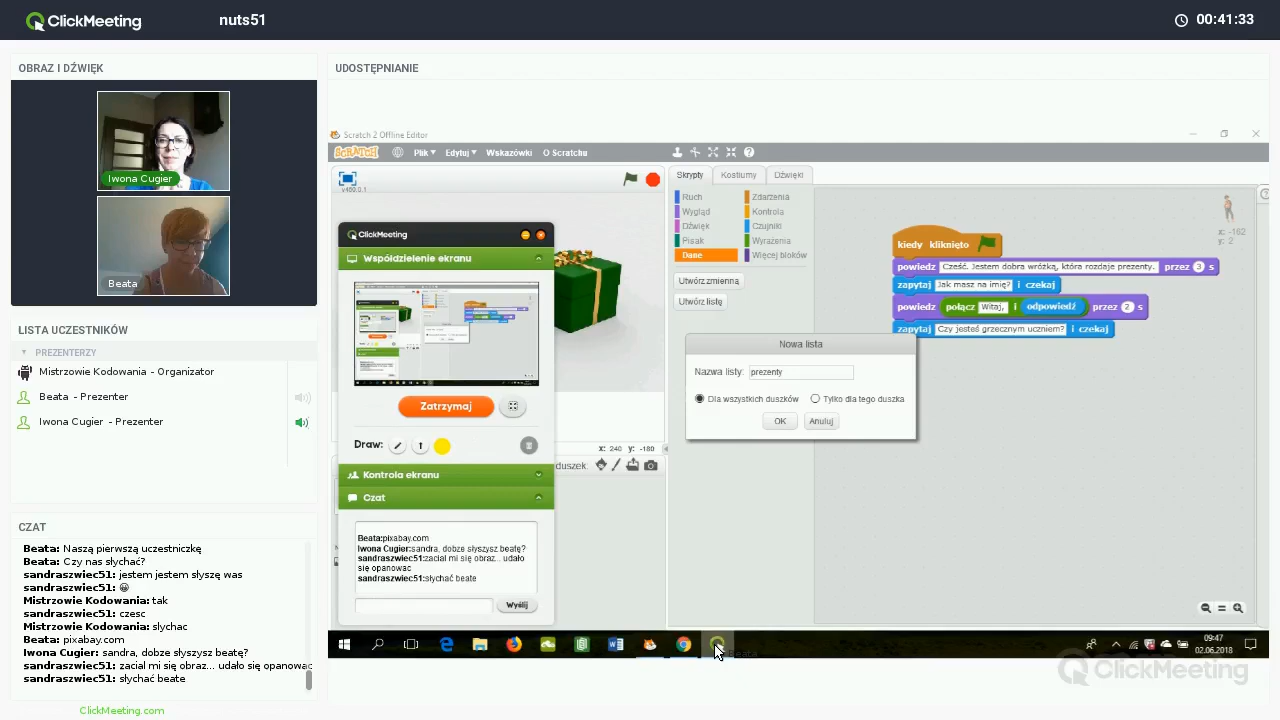 ClickMeeting
nuts51
00:41:33
OBRAZ I DŹWIĘK
Iwona Cugier
Beata
LISTA UCZESTNIKÓW
PREZENTERZY
Mistrzowie Kodowania - Organizator
Beata - Prezenter
Iwona Cugier - Prezenter
CZAT
Beata: Naszą pierwszą uczestniczkę
Beata: Czy nas słychać?
sandraszwiec51: jestem jestem słyszę was
sandraszwiec51: 😀
Mistrzowie Kodowania: tak
sandraszwiec51: czesc
Mistrzowie Kodowania: slychac
Beata: pixabay.com
Iwona Cugier: sandra, dobze słyszysz beatę?
sandraszwiec51: zacial mi się obraz... udało się opanowac
sandraszwiec51: słychać beate
ClickMeeting.com
UDOSTĘPNIANIE
Scratch 2 Offline Editor
SCRATCH
Plik
Edytuj
Wskazówki
O Scratchu
v460.0.1
ClickMeeting
Współdzielenie ekranu
Zatrzymaj
Draw:
Kontrola ekranu
Czat
Beata:pixabay.com
Iwona Cugier:sandra, dobze słyszysz beatę?
sandraszwiec51:zacial mi się obraz... udało
się opanowac
sandraszwiec51:słychać beate
Wyślij
x: 240 y: -180
duszek:
Skrypty
Kostiumy
Dźwięki
Ruch
Zdarzenia
Wygląd
Kontrola
Dźwięk
Czujniki
Pisak
Wyrażenia
Dane
Więcej bloków
Utwórz zmienną
Utwórz listę
kiedy kliknięto
powiedz Cześć. Jestem dobra wróżką, która rozdaje prezenty. przez 3 s
zapytaj Jak masz na imię? i czekaj
powiedz połącz Witaj, i odpowiedź przez 2 s
zapytaj Czy jesteś grzecznym uczniem? i czekaj
x: -162
y: 2
Nowa lista
Nazwa listy: prezenty
Dla wszystkich duszków
Tylko dla tego duszka
OK
Anuluj
09:47
02.06.2018
Beata
ClickMeeting